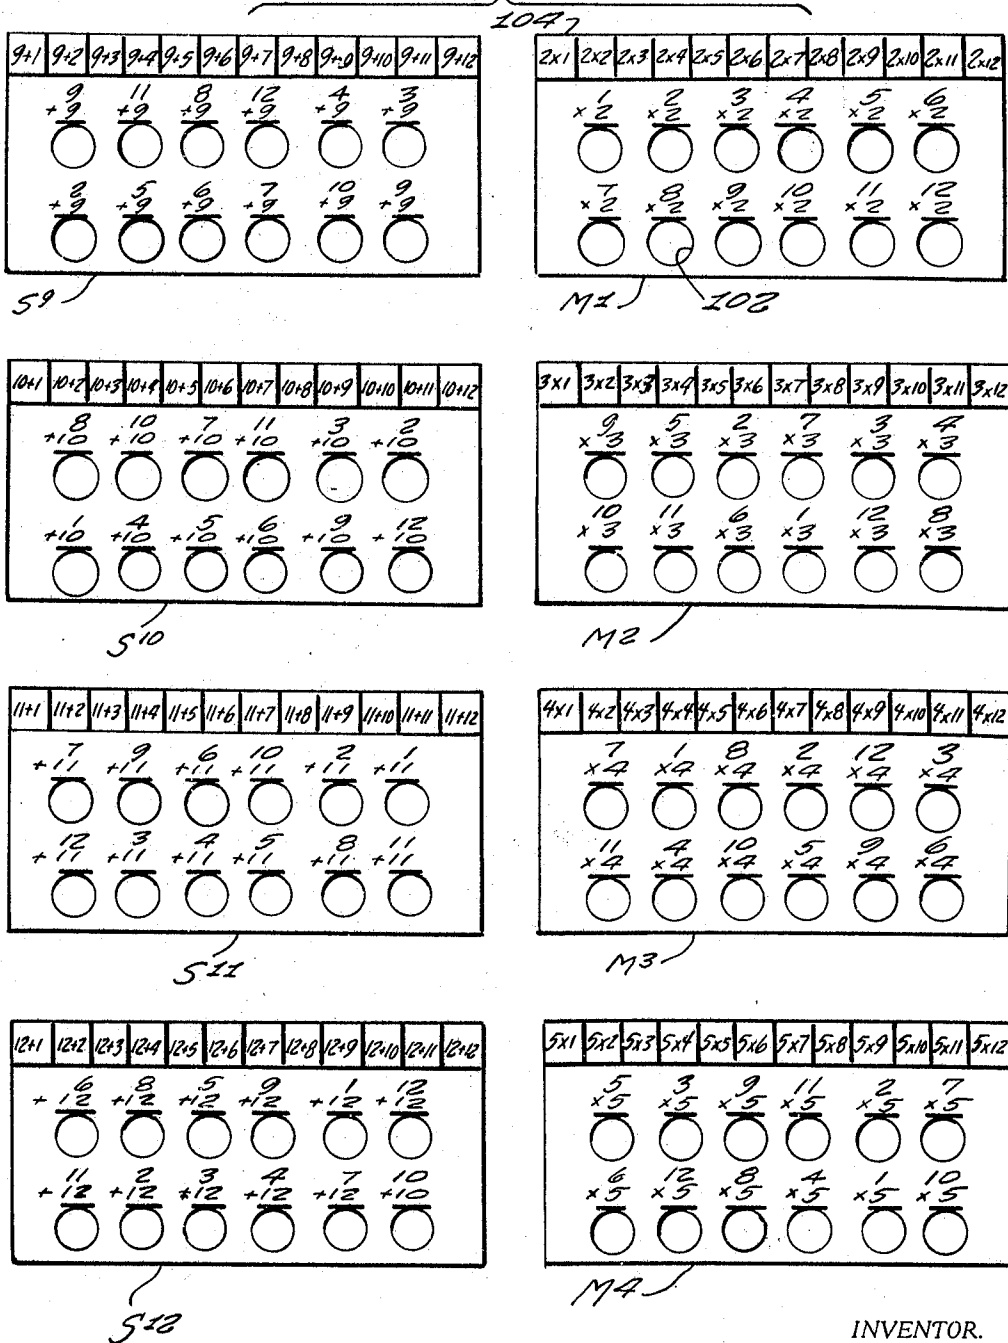 104
9+1 9+2 9+3 9+4 9+5 9+6 9+7 9+8 9+9 9+10 9+11 9+12
9 11 8 12 4 3
+9 +9 +9 +9 +9 +9
2 5 6 7 10 9
+9 +9 +9 +9 +9 +9
S9
2x1 2x2 2x3 2x4 2x5 2x6 2x7 2x8 2x9 2x10 2x11 2x12
1 2 3 4 5 6
x2 x2 x2 x2 x2 x2
7 8 9 10 11 12
x2 x2 x2 x2 x2 x2
M1 102
10+1 10+2 10+3 10+4 10+5 10+6 10+7 10+8 10+9 10+10 10+11 10+12
8 10 7 11 3 2
+10 +10 +10 +10 +10 +10
1 4 5 6 9 12
+10 +10 +10 +10 +10 +10
S10
3x1 3x2 3x3 3x4 3x5 3x6 3x7 3x8 3x9 3x10 3x11 3x12
9 5 2 7 3 4
x3 x3 x3 x3 x3 x3
10 11 6 1 12 8
x3 x3 x3 x3 x3 x3
M2
11+1 11+2 11+3 11+4 11+5 11+6 11+7 11+8 11+9 11+10 11+11 11+12
7 9 6 10 2 1
+11 +11 +11 +11 +11 +11
12 3 4 5 8 11
+11 +11 +11 +11 +11 +11
S11
4x1 4x2 4x3 4x4 4x5 4x6 4x7 4x8 4x9 4x10 4x11 4x12
7 1 8 2 12 3
x4 x4 x4 x4 x4 x4
11 4 10 5 9 6
x4 x4 x4 x4 x4 x4
M3
12+1 12+2 12+3 12+4 12+5 12+6 12+7 12+8 12+9 12+10 12+11 12+12
6 8 5 9 1 12
+12 +12 +12 +12 +12 +12
11 2 3 4 7 10
+12 +12 +12 +12 +12 +10
S12
5x1 5x2 5x3 5x4 5x5 5x6 5x7 5x8 5x9 5x10 5x11 5x12
5 3 9 11 2 7
x5 x5 x5 x5 x5 x5
6 12 8 4 1 10
x5 x5 x5 x5 x5 x5
M4
INVENTOR.